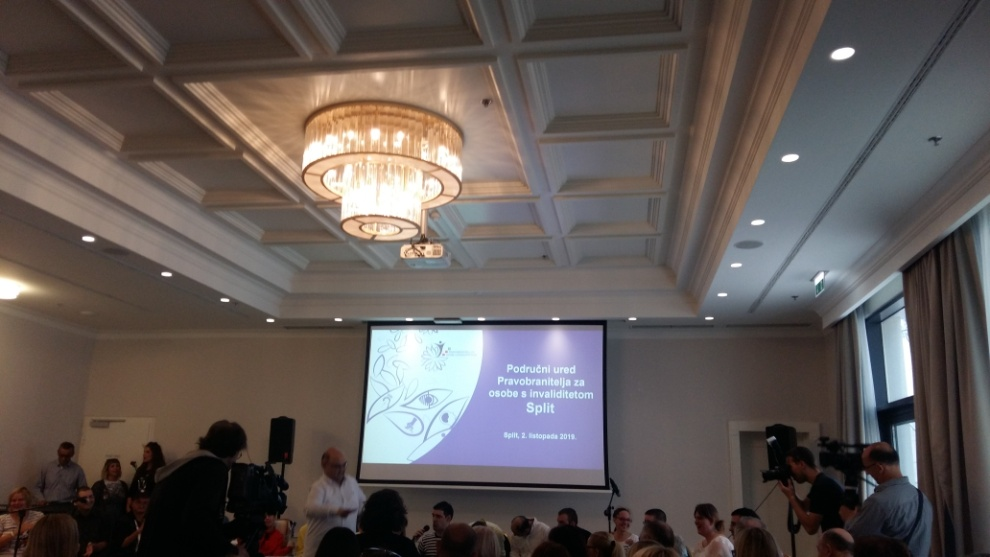 Područni ured
Pravobranitelja za
osobe s invaliditetom
Split
Split, 2. listopada 2019.